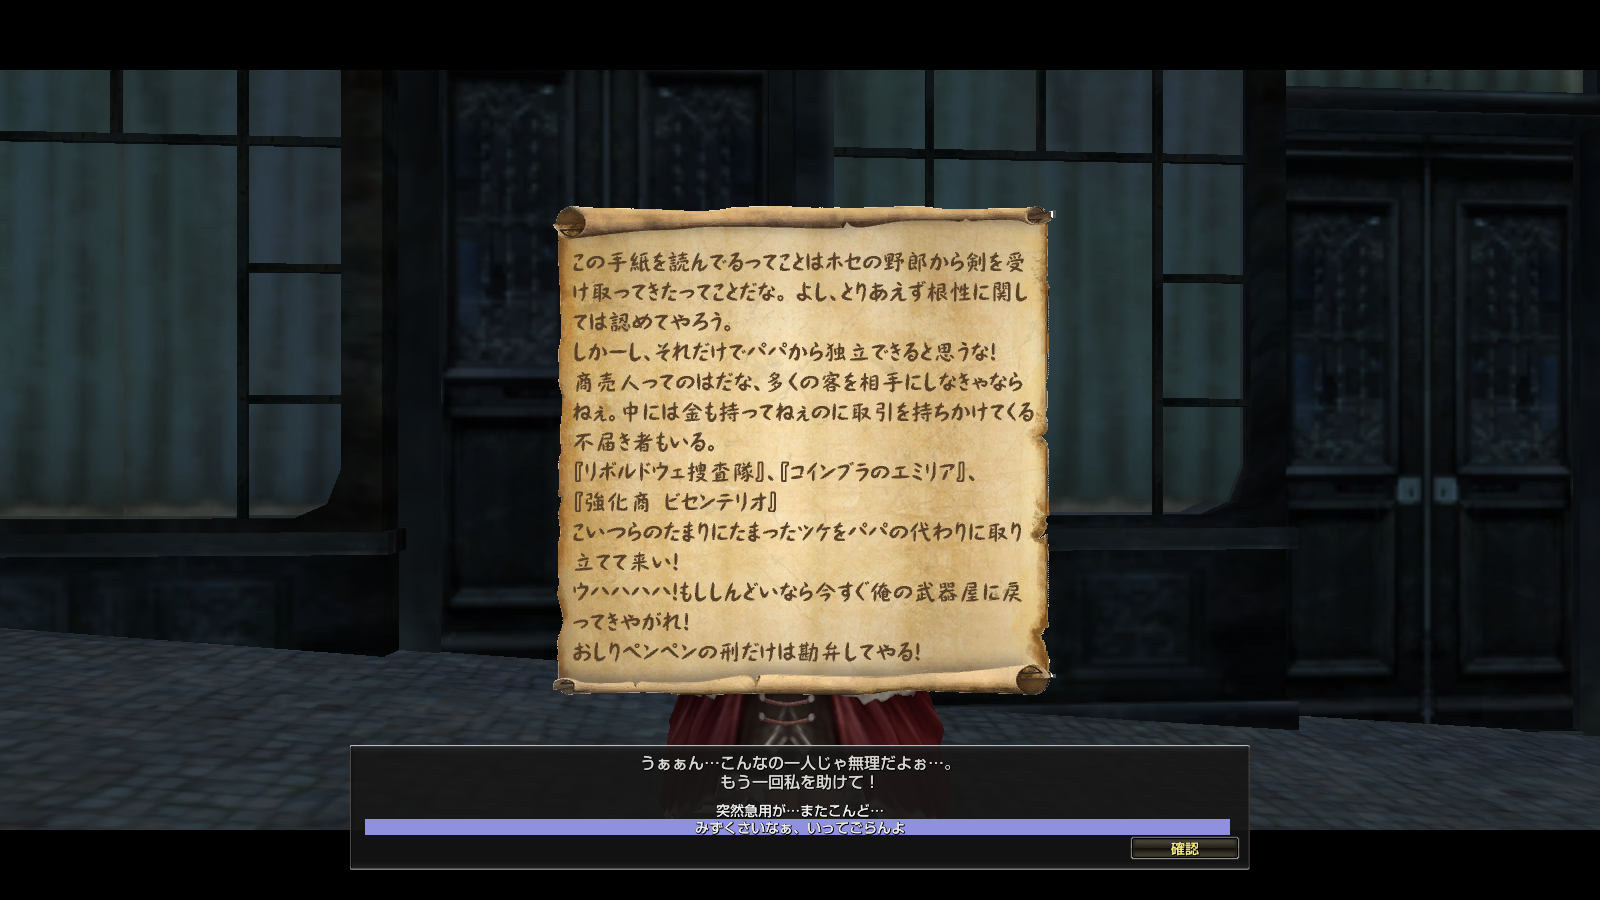 この手紙を読んでるってことはホセの野郎から剣を受
け取ってきたってことだな。よし、とりあえず根性に関し
ては認めてやろう。
しかーし、それだけでパパから独立できると思うな!
商売人ってのはだな、多くの客を相手にしなきゃなら
ねぇ。中には金も持ってねぇのに取引を持ちかけてくる
不届き者もいる。
『リボルドウェ捜査隊』、『コインブラのエミリア』、
『強化商 ビセンテリオ』
こいつらのたまりにたまったツケをパパの代わりに取り
立てて来い!
ウハハハハ!もししんどいなら今すぐ俺の武器屋に戻
ってきやがれ!
おしりペンペンの刑だけは勘弁してやる!
うぁぁん…こんなの一人じゃ無理だよぉ…。
もう一回私を助けて！
突然急用が…またこんど…
みずくさいなぁ、いってごらんよ
確認